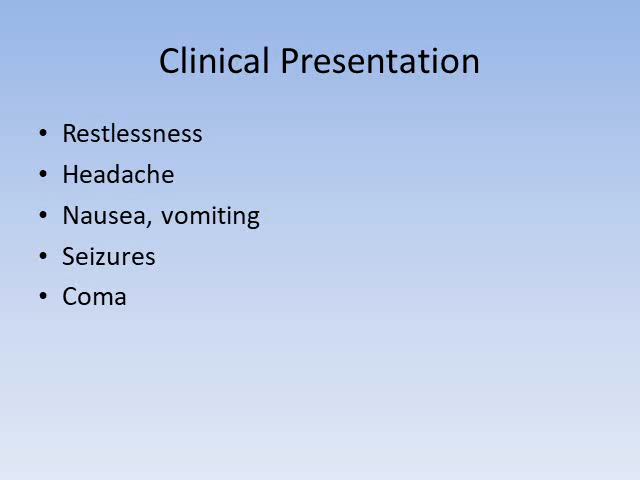 Clinical Presentation
• Restlessness
• Headache
• Nausea, vomiting
• Seizures
• Coma